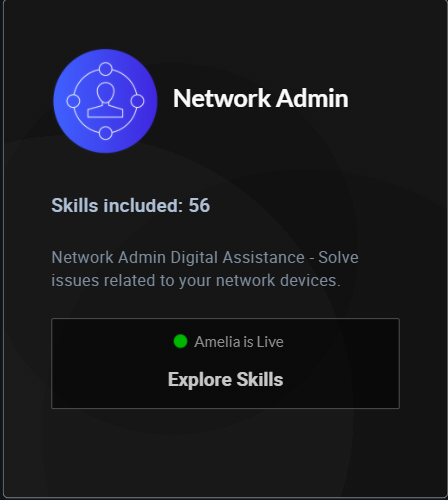 Network Admin
Skills included: 56
Network Admin Digital Assistance - Solve
issues related to your network devices.
Amelia is Live
Explore Skills